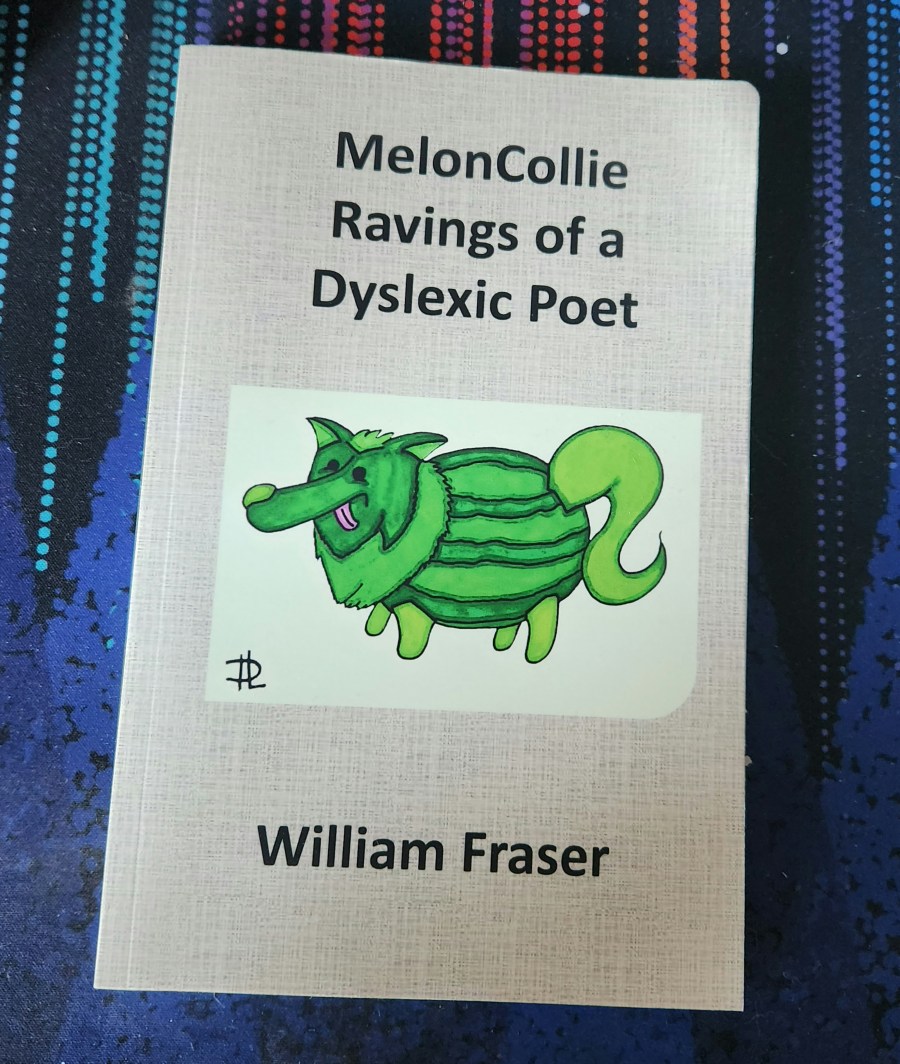 MelonCollie
Ravings of a
Dyslexic Poet
William Fraser